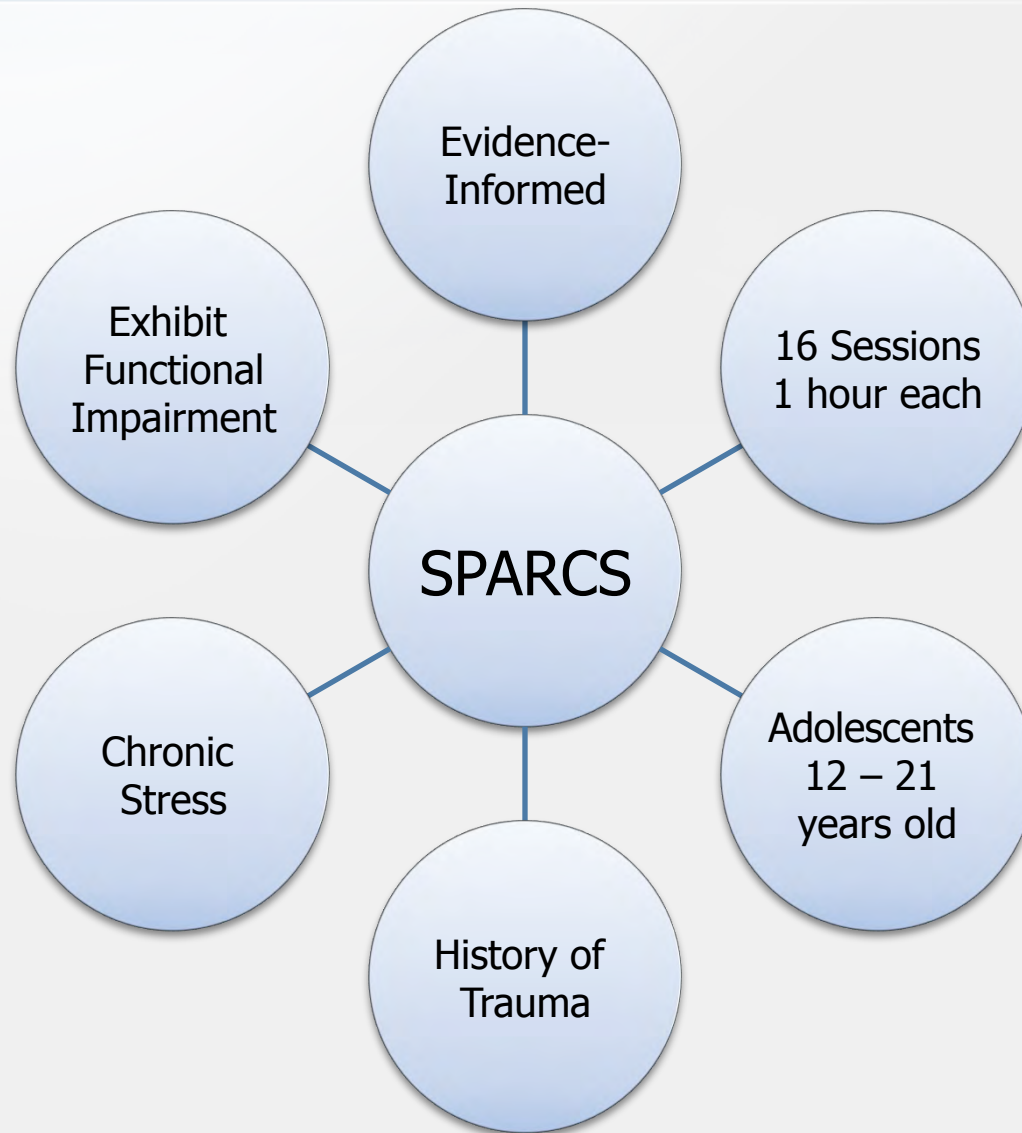 Evidence-
Informed
16 Sessions
1 hour each
Adolescents
12 – 21
years old
History of
Trauma
Chronic
Stress
Exhibit
Functional
Impairment
SPARCS